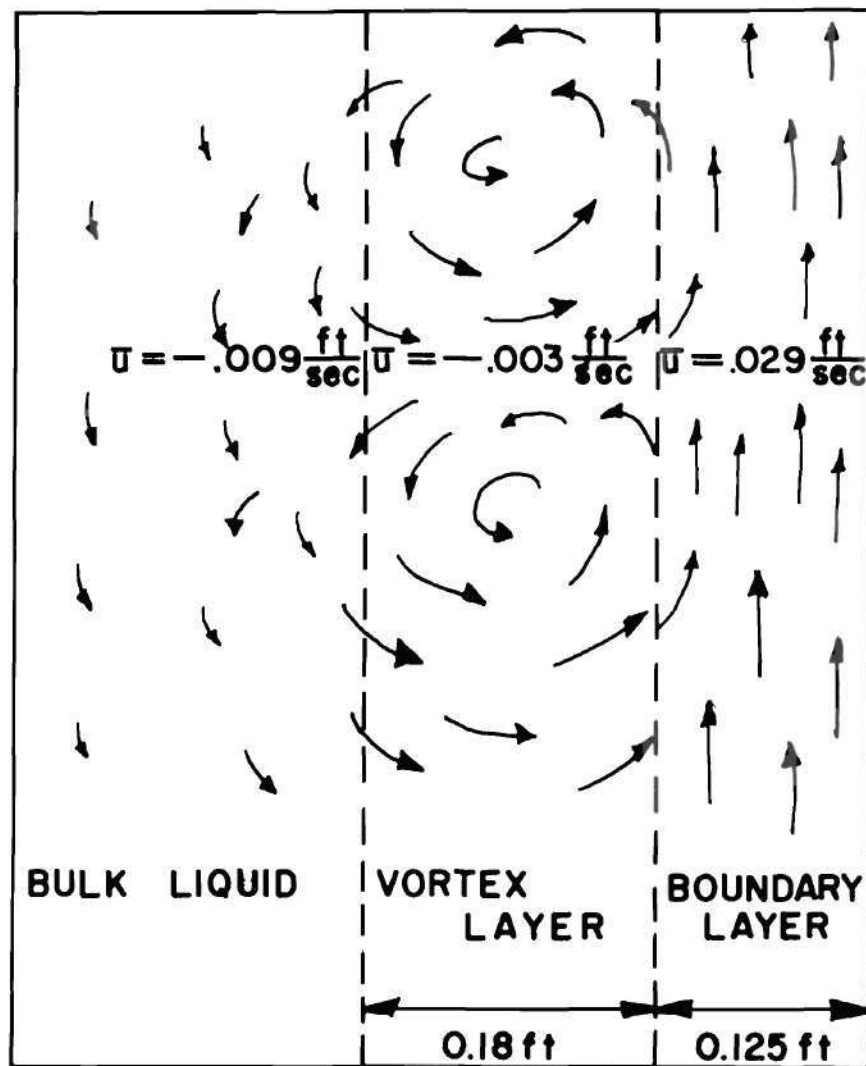 ū = -.009 ft/sec ū = -.003 ft/sec ū = .029 ft/sec
BULK LIQUID VORTEX LAYER BOUNDARY LAYER
0.18 ft 0.125 ft